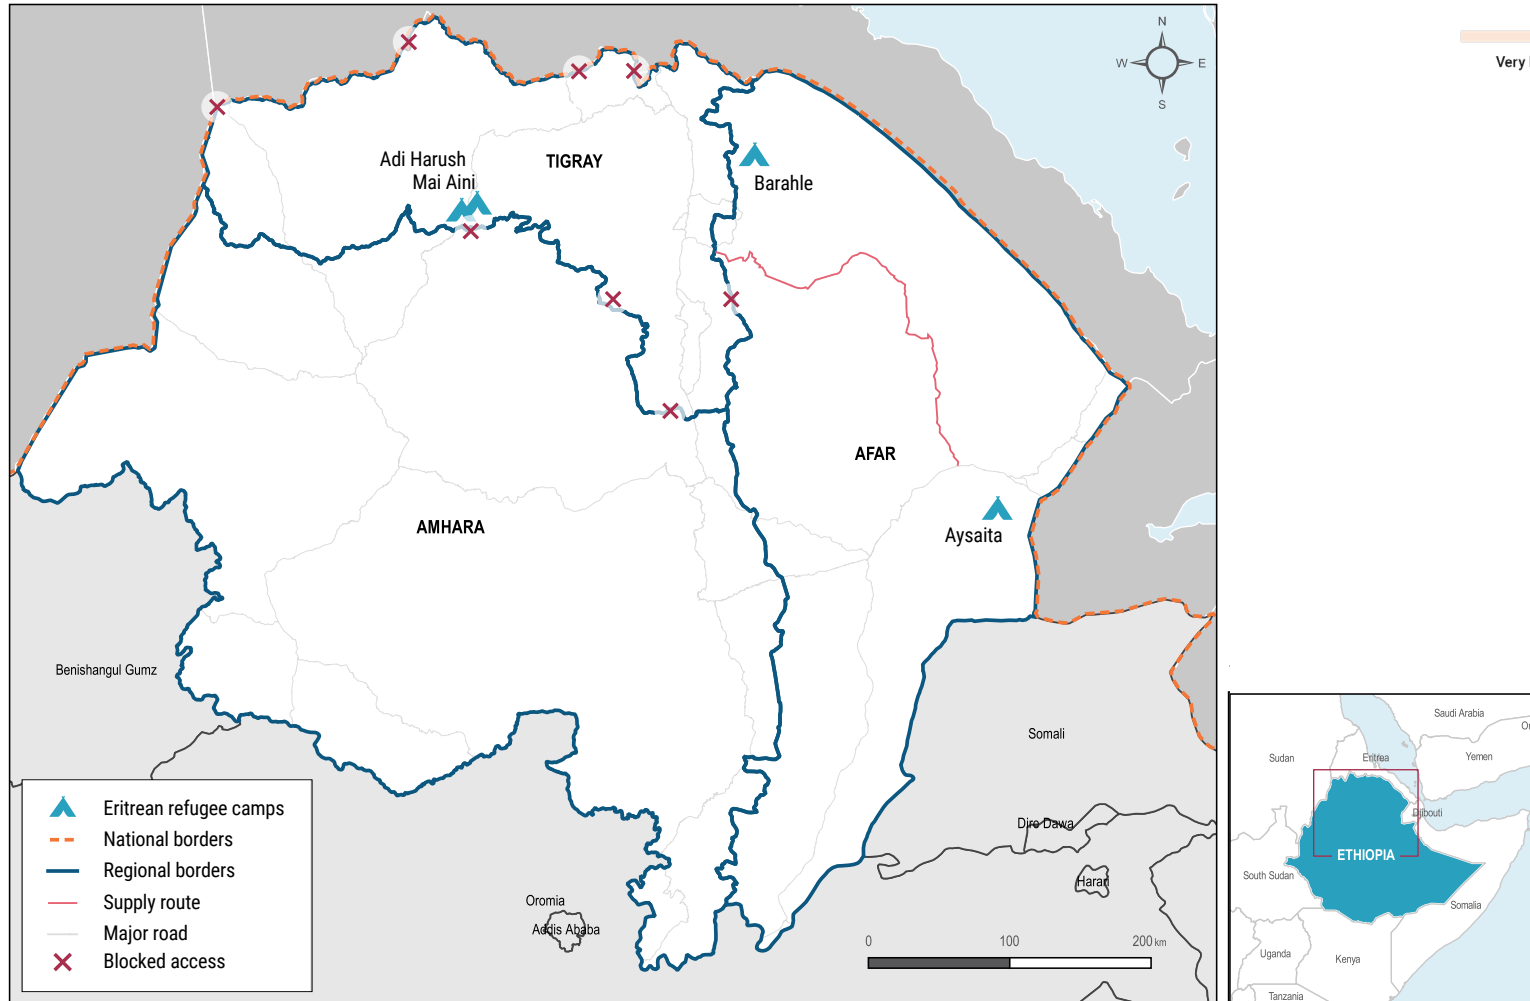 N
W
E
S
Very
Adi Harush
Mai Aini
TIGRAY
Barahle
AFAR
AMHARA
Aysaita
Benishangul Gumz
Somali
Dire Dawa
Harari
Oromia
Addis Ababa
Eritrean refugee camps
National borders
Regional borders
Supply route
Major road
Blocked access
0
100
200 km
Saudi Arabia
Sudan
Eritrea
Yemen
Djibouti
ETHIOPIA
South Sudan
Somalia
Uganda
Kenya
Tanzania